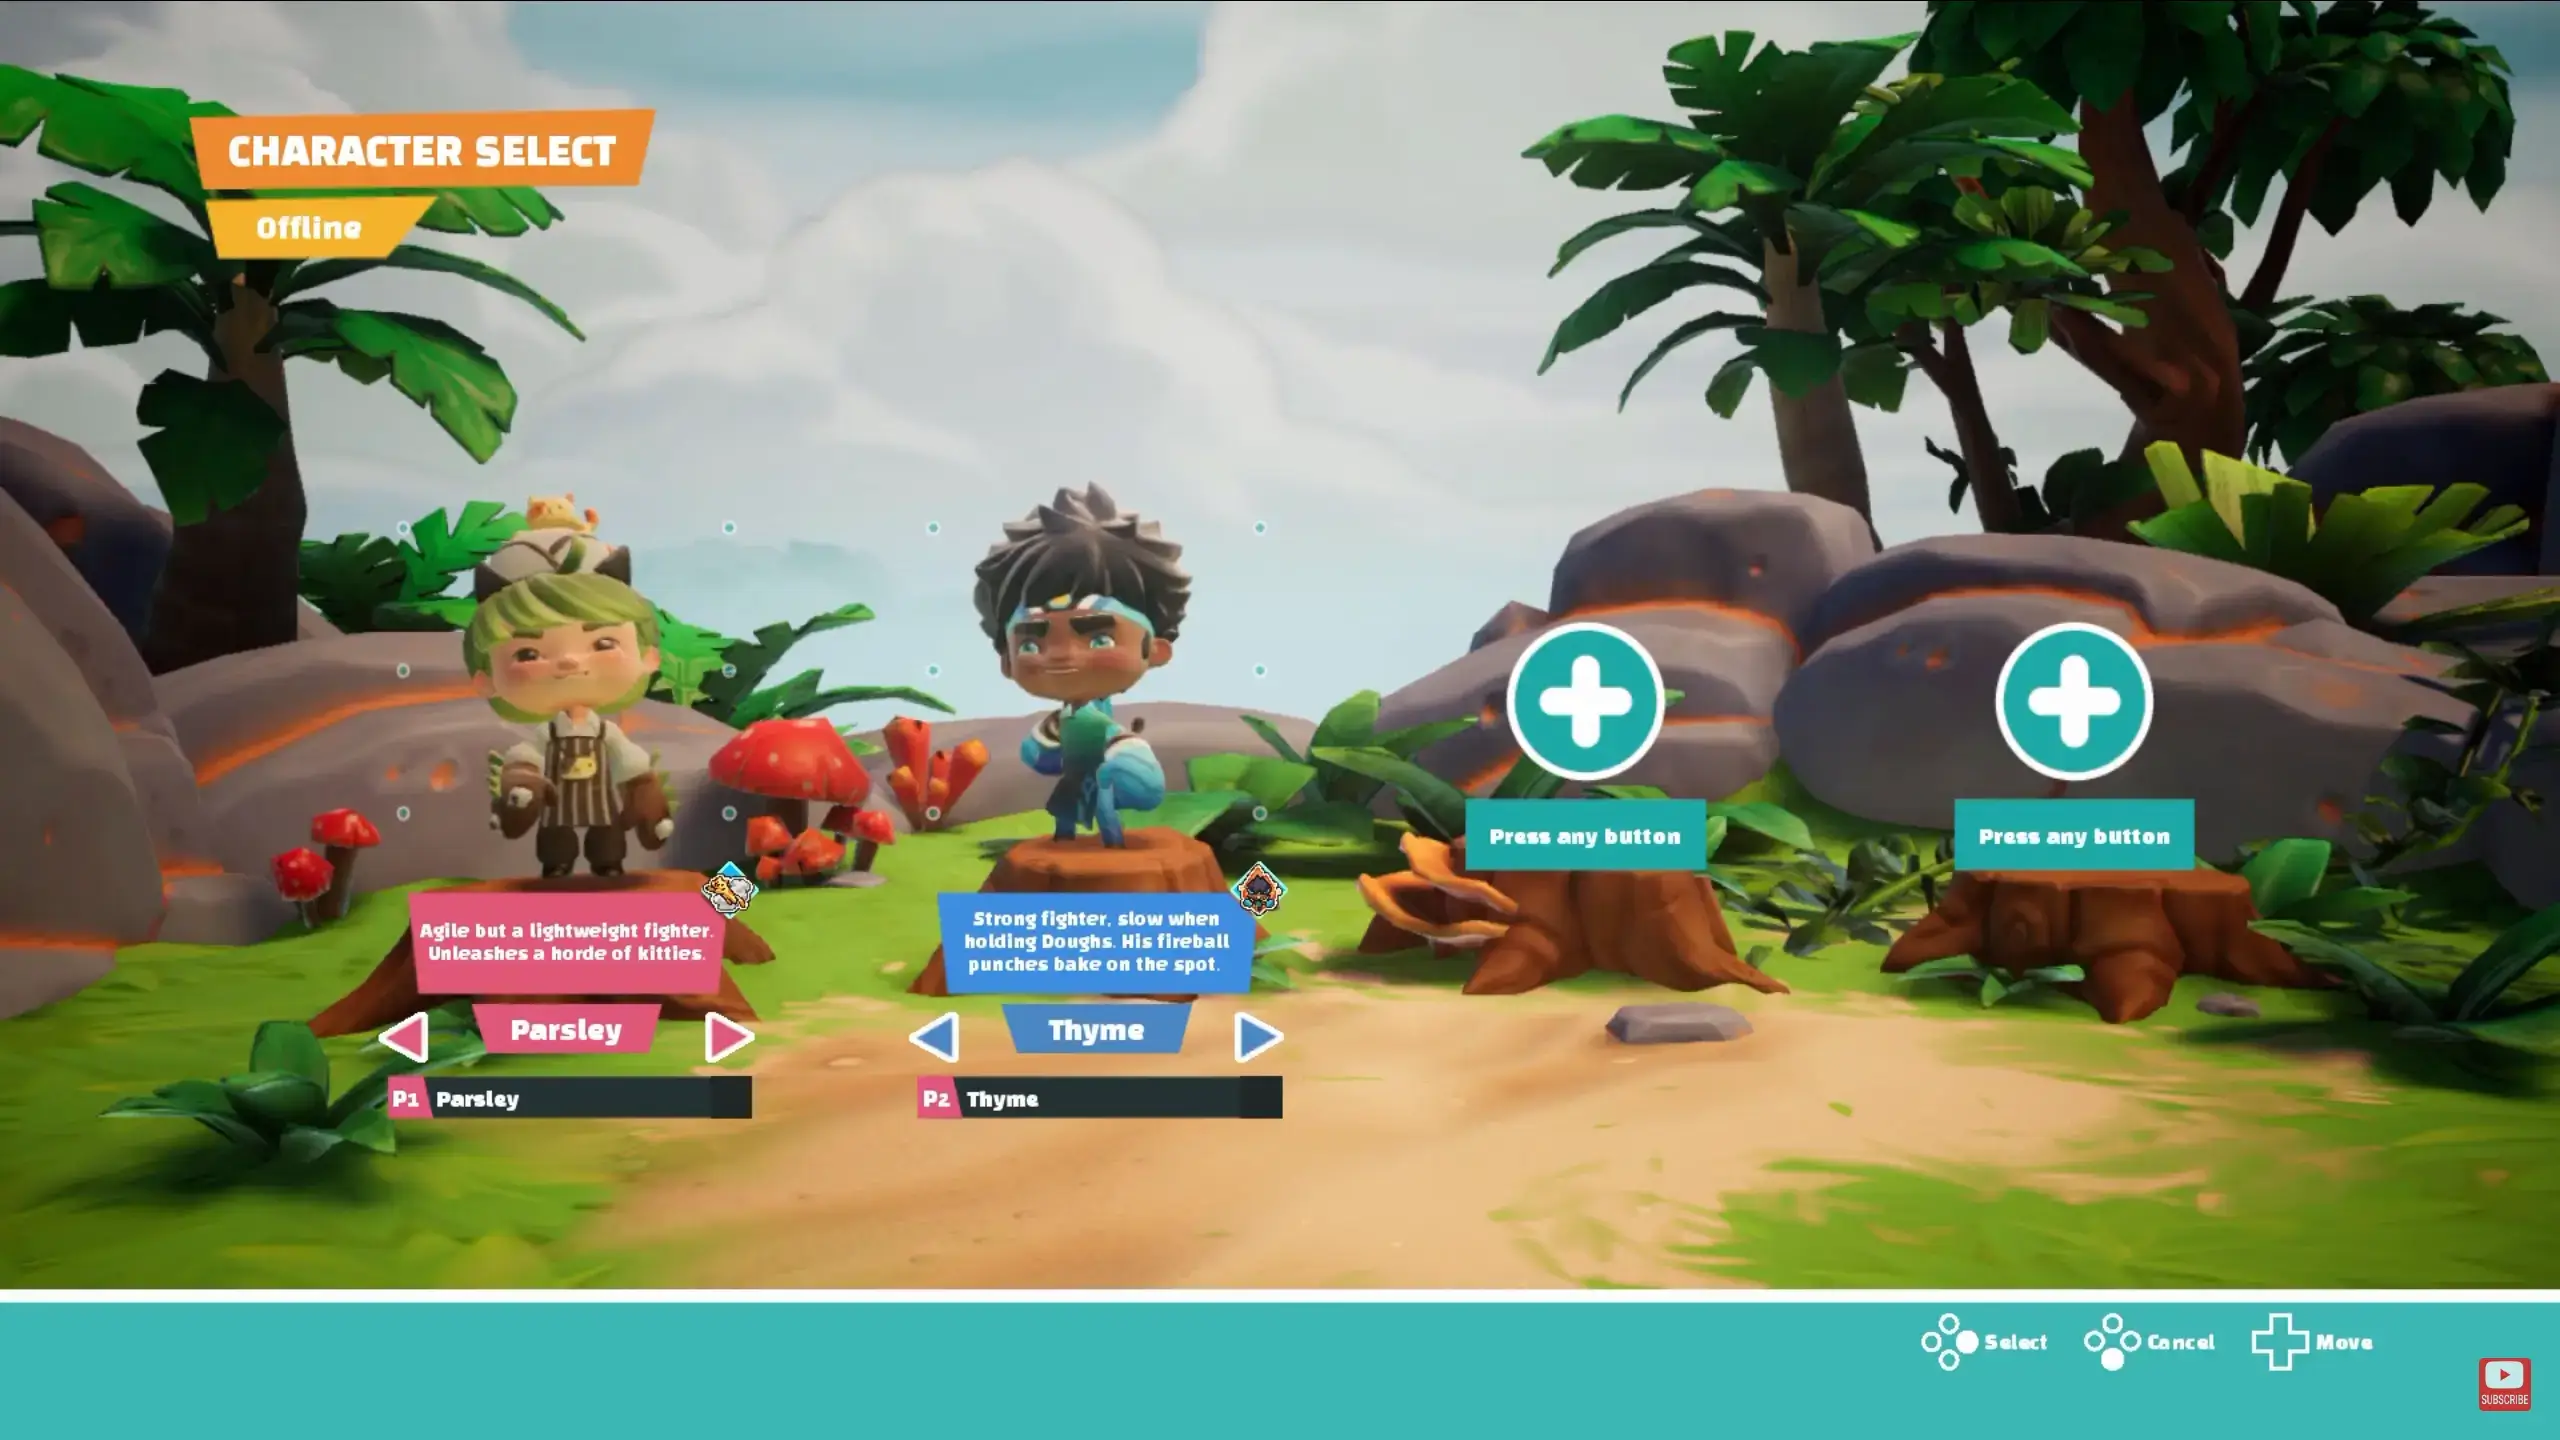 CHARACTER SELECT
Offline
Agile but a lightweight fighter.
Unleashes a horde of kitties.
Parsley
P1 Parsley
Strong fighter, slow when
holding Doughs. His fireball
punches bake on the spot.
Thyme
P2 Thyme
Press any button
Press any button
Select
Cancel
Move
SUBSCRIBE